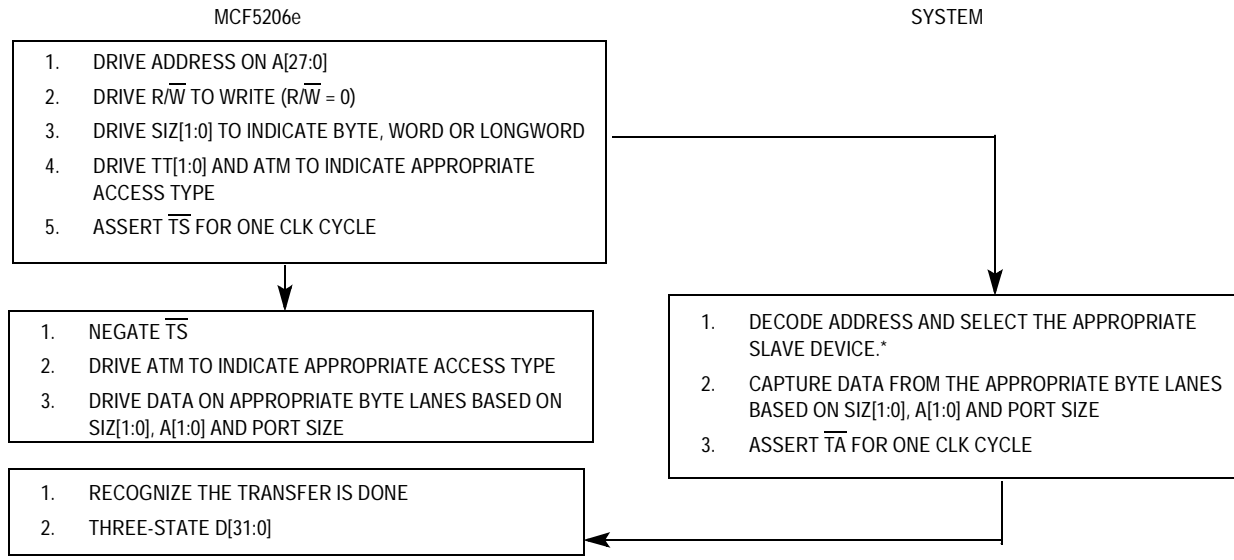 MCF5206e
SYSTEM
1. DRIVE ADDRESS ON A[27:0]
2. DRIVE R/W̅ TO WRITE (R/W̅ = 0)
3. DRIVE SIZ[1:0] TO INDICATE BYTE, WORD OR LONGWORD
4. DRIVE TT[1:0] AND ATM TO INDICATE APPROPRIATE
ACCESS TYPE
5. ASSERT T̅S̅ FOR ONE CLK CYCLE
1. NEGATE T̅S̅
2. DRIVE ATM TO INDICATE APPROPRIATE ACCESS TYPE
3. DRIVE DATA ON APPROPRIATE BYTE LANES BASED ON
SIZ[1:0], A[1:0] AND PORT SIZE
1. DECODE ADDRESS AND SELECT THE APPROPRIATE
SLAVE DEVICE.*
2. CAPTURE DATA FROM THE APPROPRIATE BYTE LANES
BASED ON SIZ[1:0], A[1:0] AND PORT SIZE
3. ASSERT T̅A̅ FOR ONE CLK CYCLE
1. RECOGNIZE THE TRANSFER IS DONE
2. THREE-STATE D[31:0]